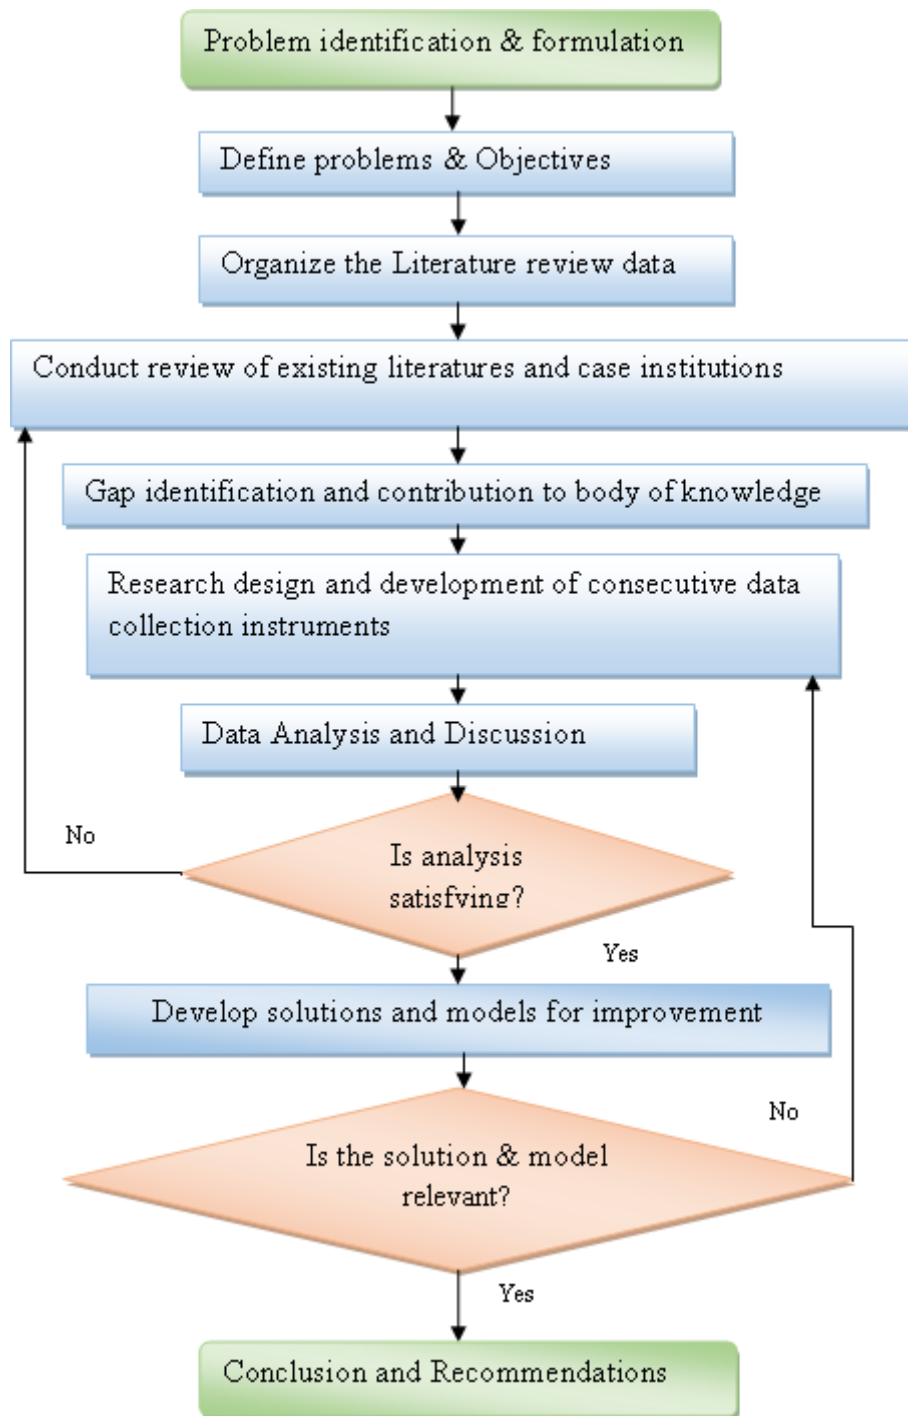 Problem identification & formulation
Define problems & Objectives
Organize the Literature review data
Conduct review of existing literatures and case institutions
Gap identification and contribution to body of knowledge
Research design and development of consecutive data
collection instruments
Data Analysis and Discussion
No
Is analysis
satisfying?
Yes
Develop solutions and models for improvement
No
Is the solution & model
relevant?
Yes
Conclusion and Recommendations